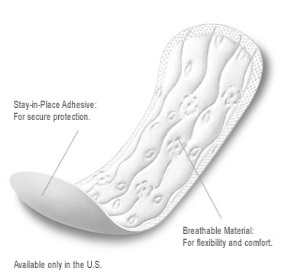 Stay-in-Place Adhesive:
For secure protection.
Breathable Material:
For flexibility and comfort.
Available only in the U.S.